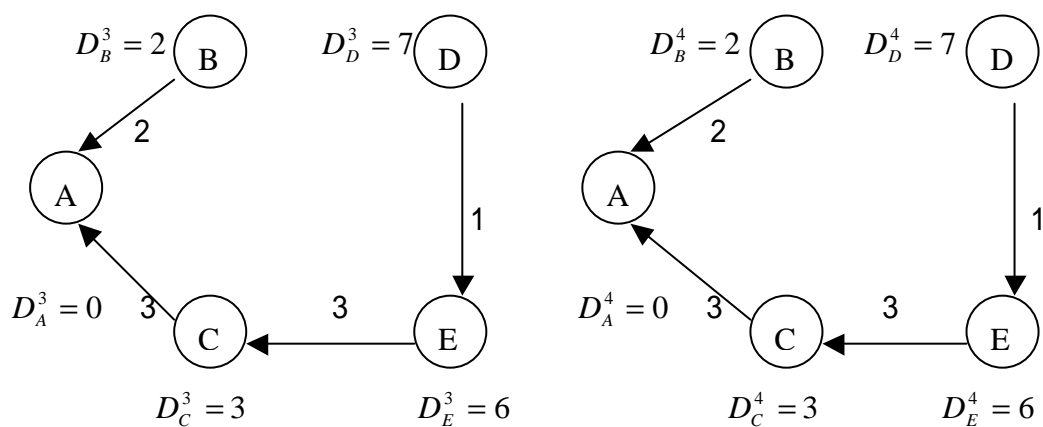 D_B^3 = 2
B
D_D^3 = 7
D
2
A
1
D_A^3 = 0
3
C
3
E
D_C^3 = 3
D_E^3 = 6
D_B^4 = 2
B
D_D^4 = 7
D
2
A
1
D_A^4 = 0
3
C
3
E
D_C^4 = 3
D_E^4 = 6